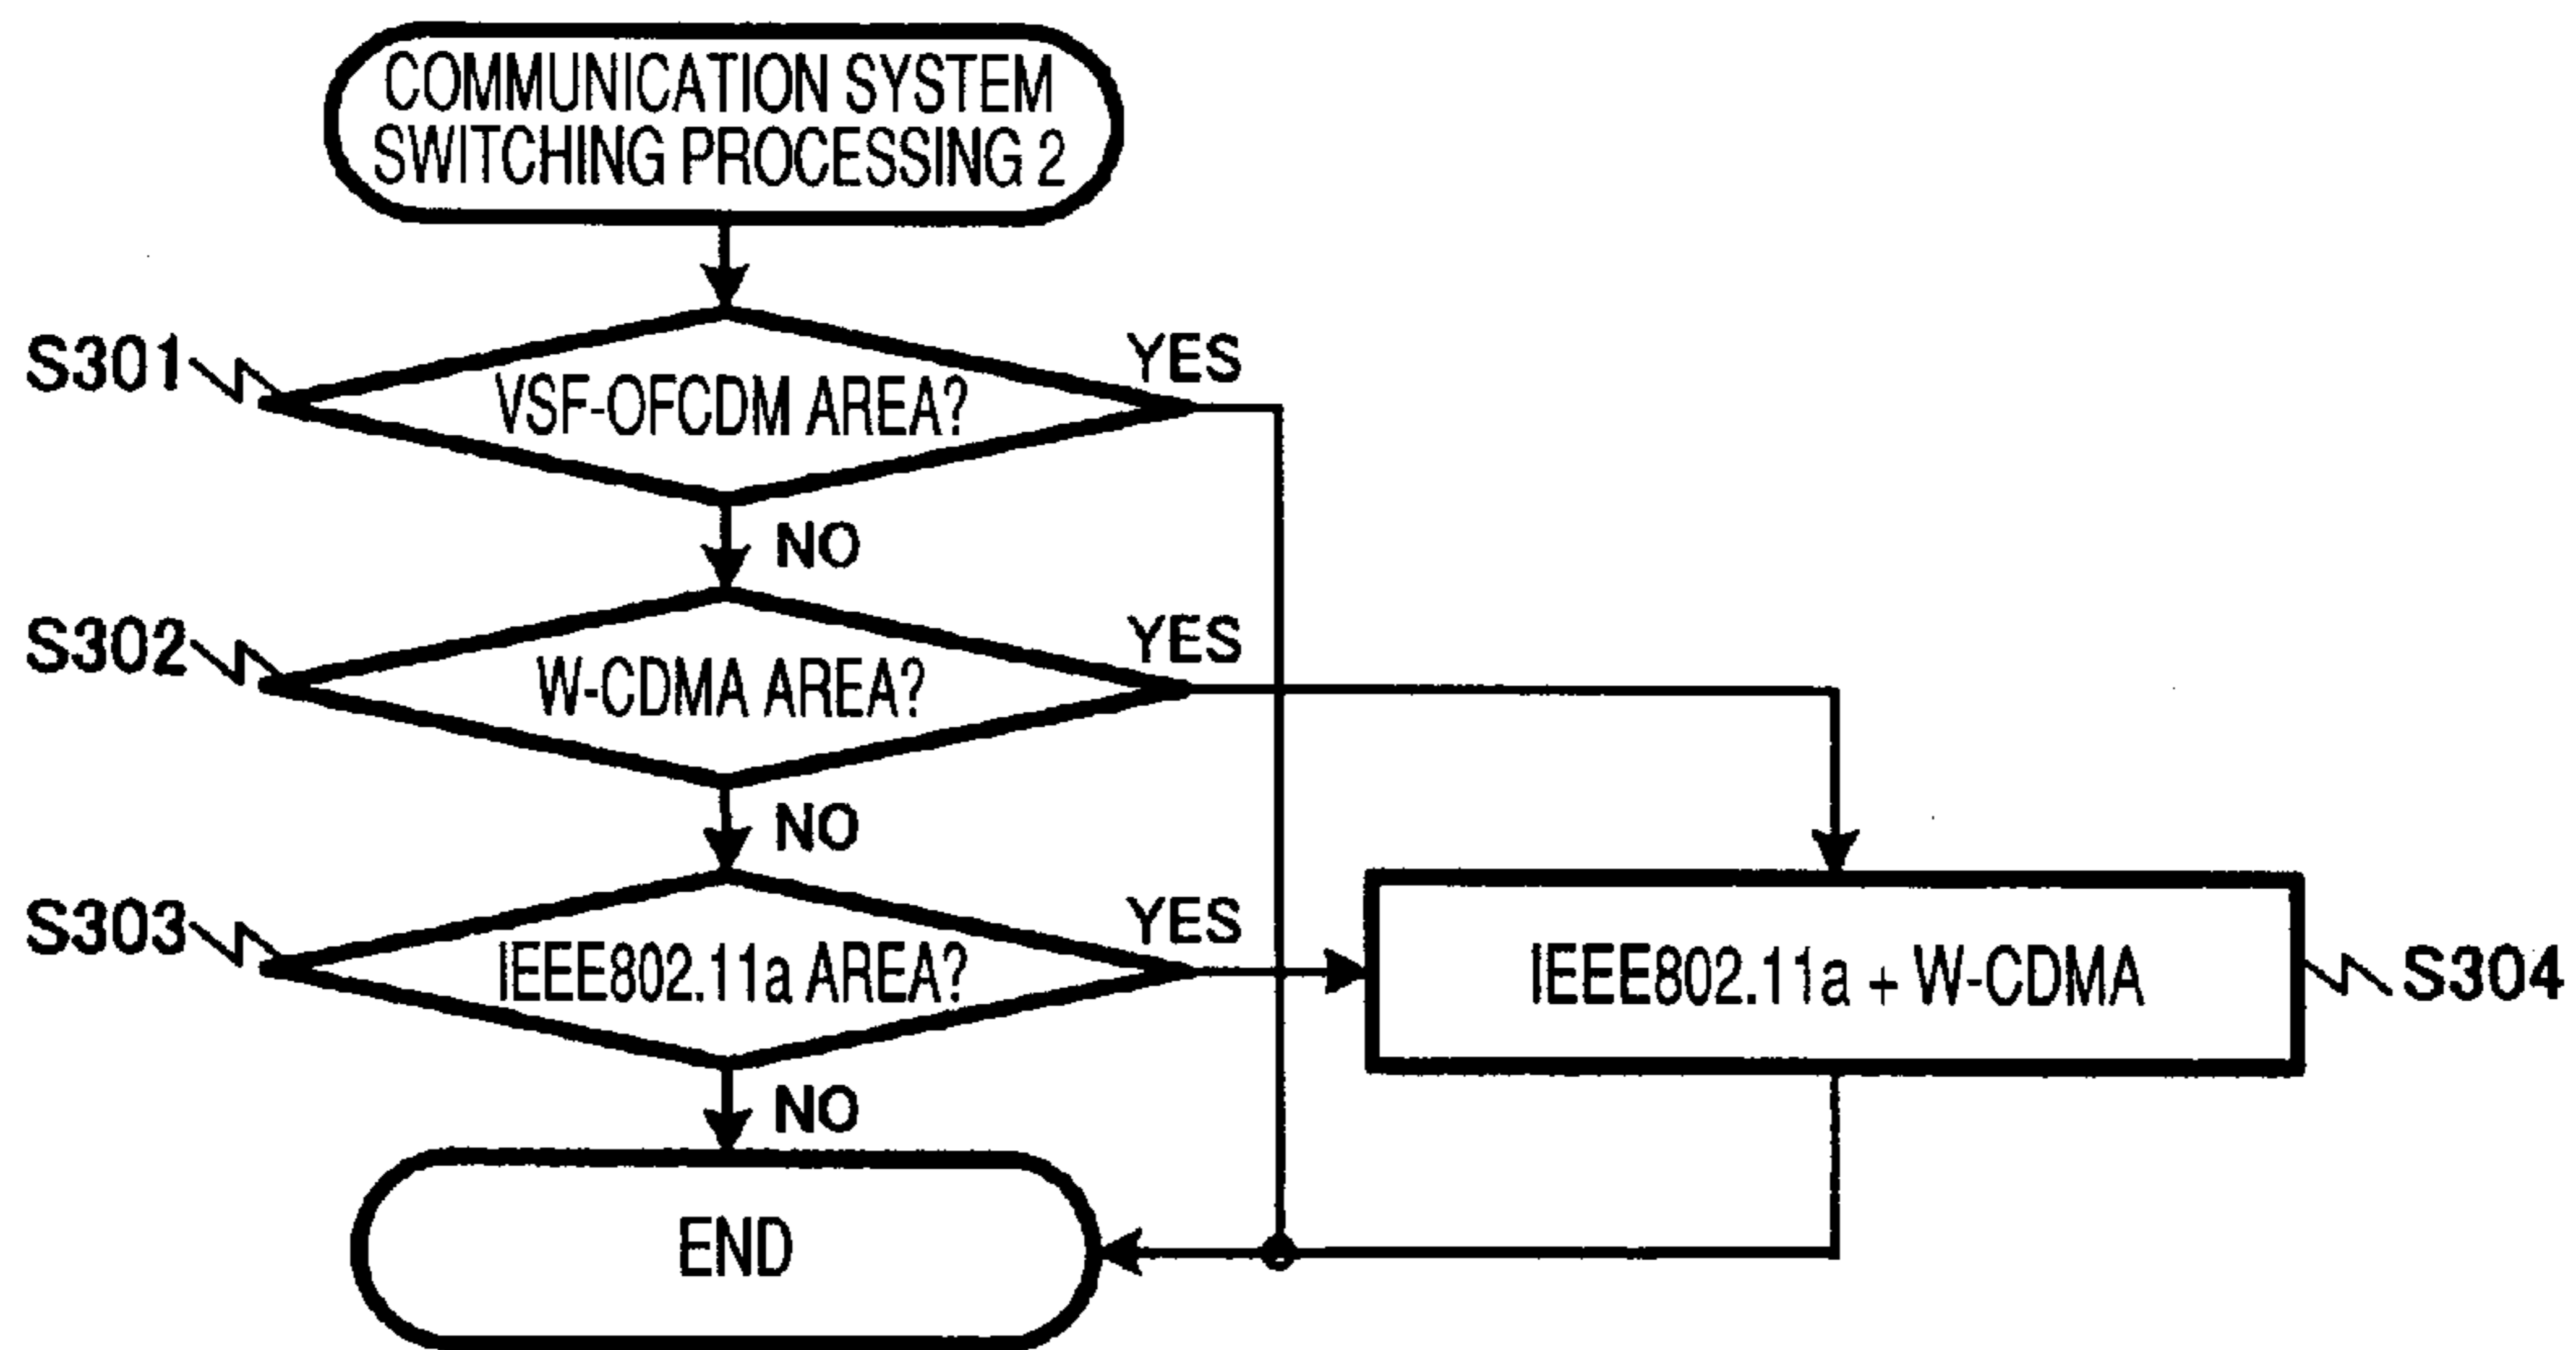 COMMUNICATION SYSTEM
SWITCHING PROCESSING 2
S301
VSF-OFCDM AREA?
YES
NO
S302
W-CDMA AREA?
YES
NO
S303
IEEE802.11a AREA?
YES
IEEE802.11a + W-CDMA
S304
NO
END